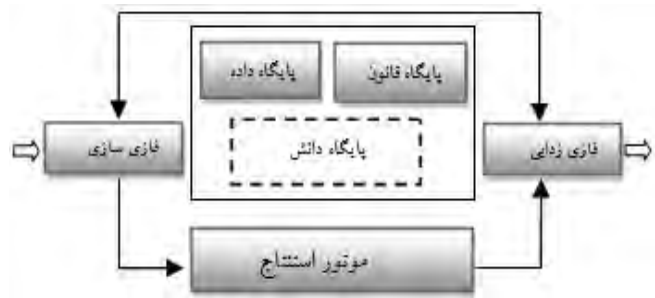 پایگاه قانون
پایگاه داده
پایگاه دانش
فازی سازی
فازی زدایی
موتور استنتاج